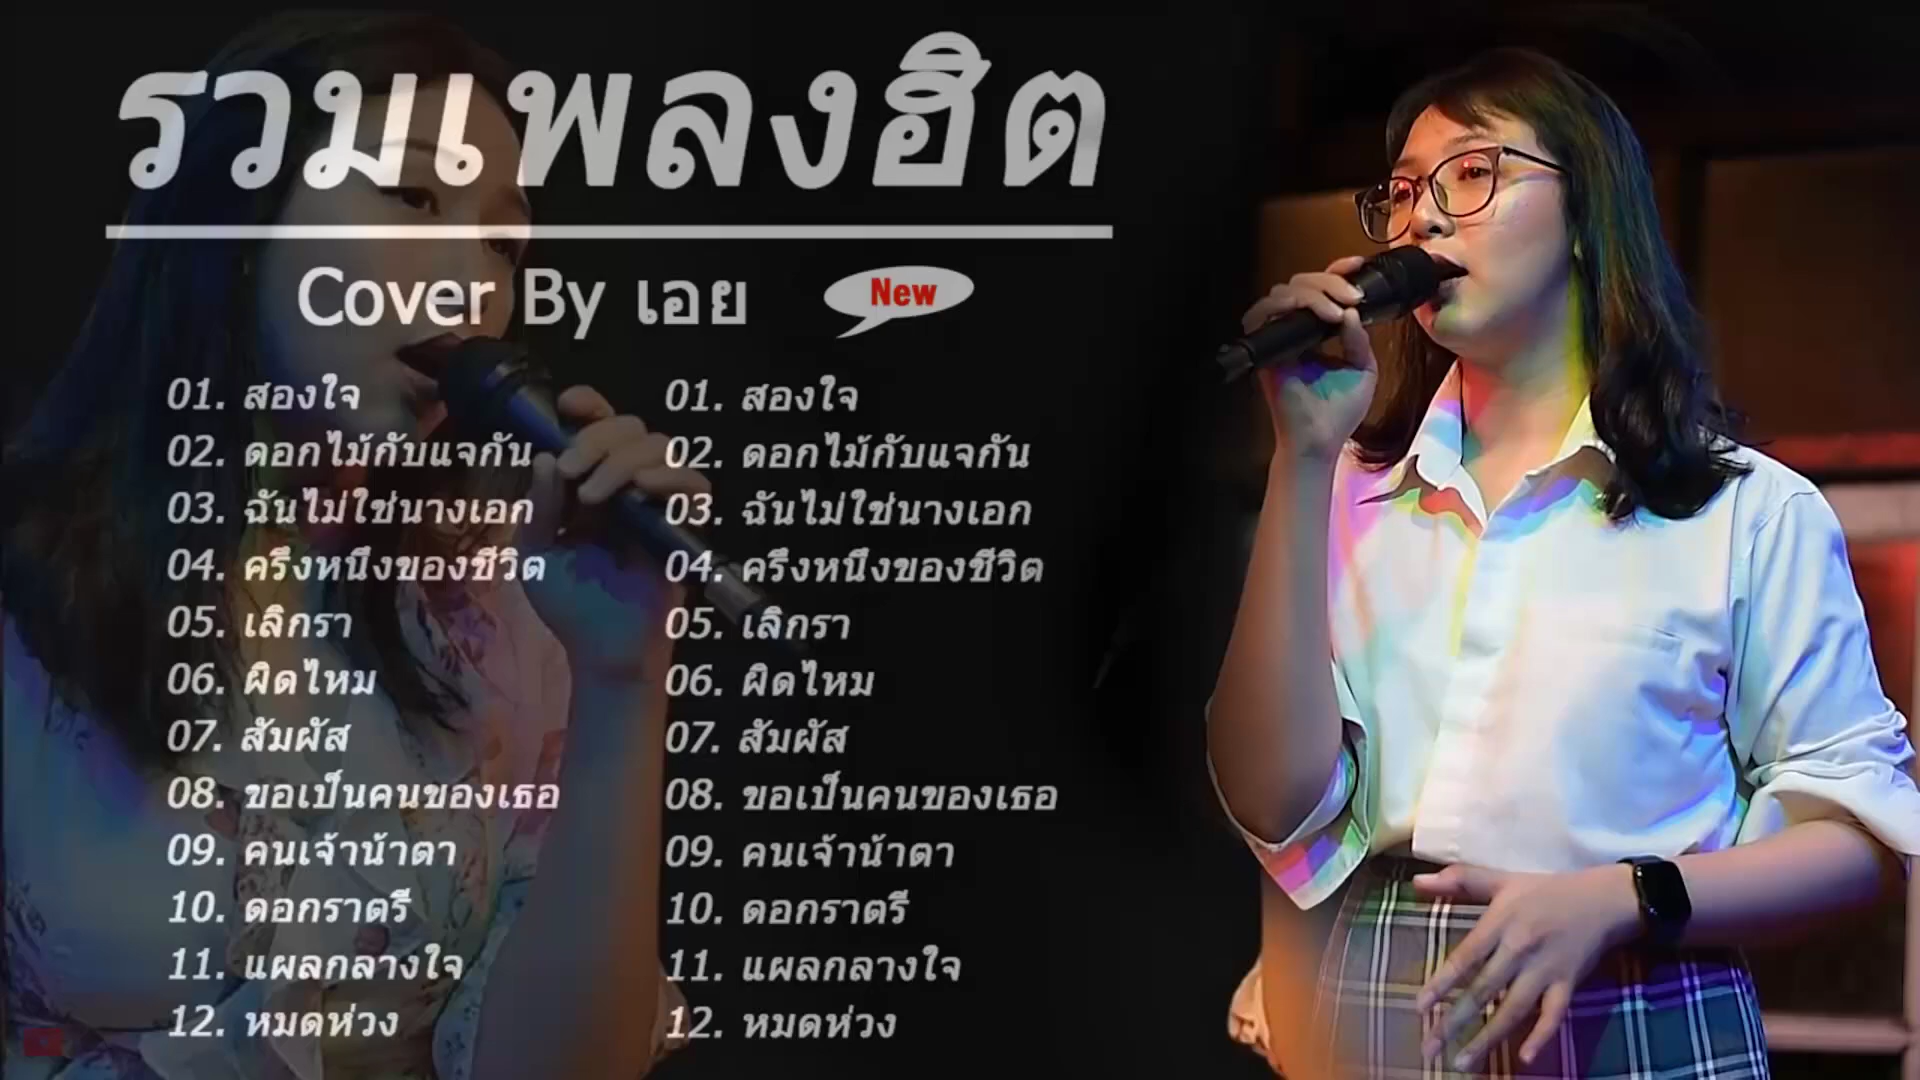 รวมเพลงฮิต
Cover By เอย
New
01. สองใจ
02. ดอกไม้กับแจกัน
03. ฉันไม่ใช่นางเอก
04. ครึ่งหนึ่งของชีวิต
05. เลิกรา
06. ผิดไหม
07. สัมผัส
08. ขอเป็นคนของเธอ
09. คนเจ้าน้ำตา
10. ดอกราตรี
11. แผลกลางใจ
12. หมดห่วง
01. สองใจ
02. ดอกไม้กับแจกัน
03. ฉันไม่ใช่นางเอก
04. ครึ่งหนึ่งของชีวิต
05. เลิกรา
06. ผิดไหม
07. สัมผัส
08. ขอเป็นคนของเธอ
09. คนเจ้าน้ำตา
10. ดอกราตรี
11. แผลกลางใจ
12. หมดห่วง